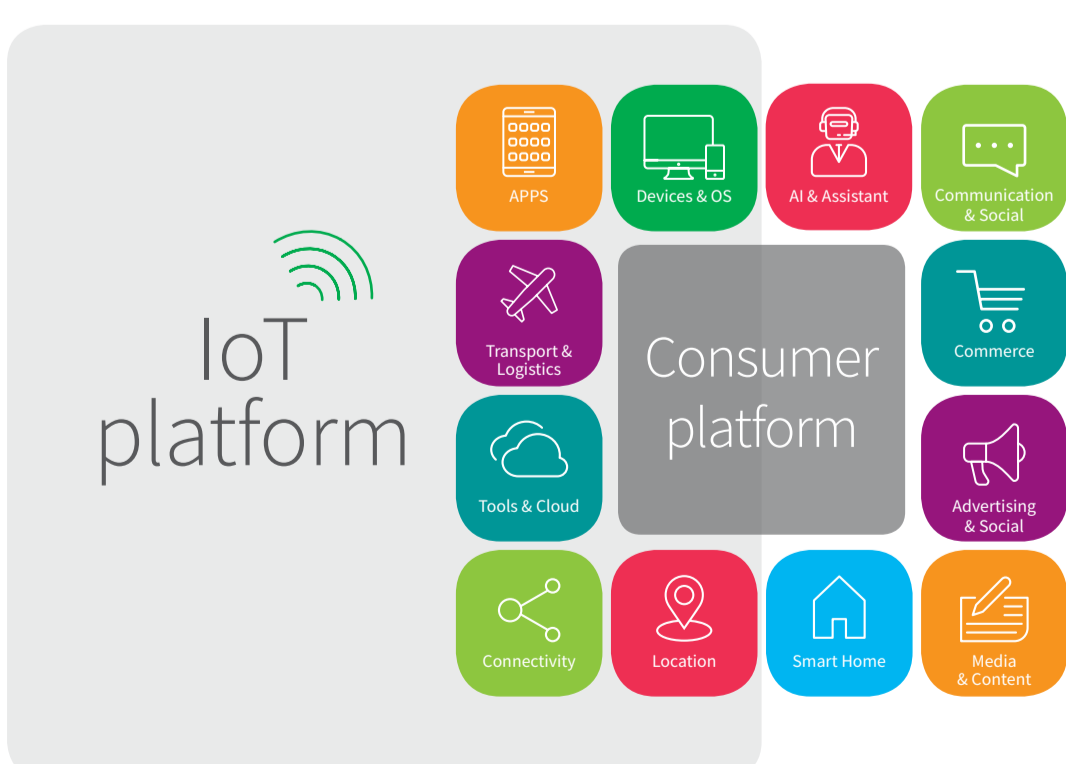 APPS
Devices & OS
AI & Assistant
Communication
& Social
IoT
platform
Transport &
Logistics
Consumer
platform
Commerce
Tools & Cloud
Advertising
& Social
Connectivity
Location
Smart Home
Media
& Content